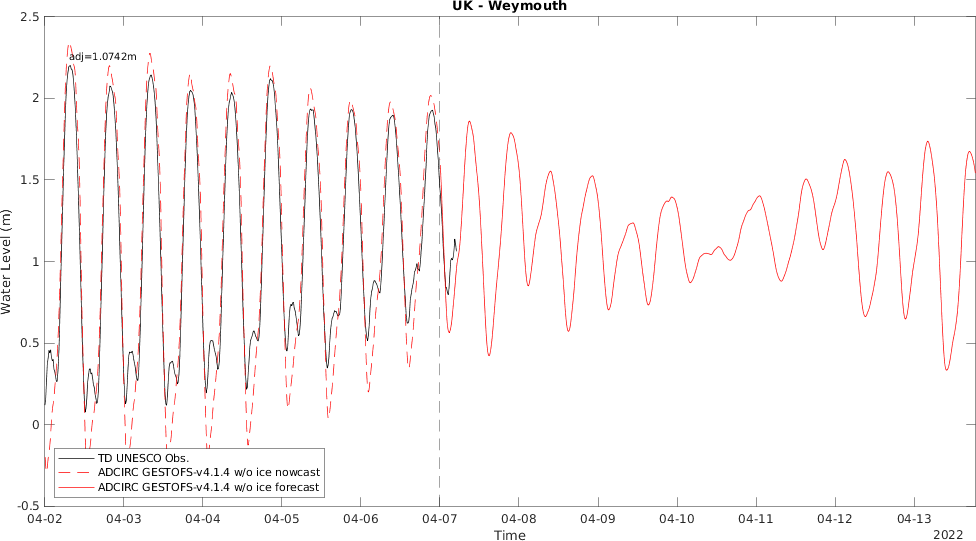 UK - Weymouth
adj=1.0742m
2.5
2
1.5
1
0.5
0
-0.5
Water Level (m)
TD UNESCO Obs.
ADCIRC GESTOFS-v4.1.4 w/o ice nowcast
ADCIRC GESTOFS-v4.1.4 w/o ice forecast
04-02 04-03 04-04 04-05 04-06 04-07 04-08 04-09 04-10 04-11 04-12 04-13
Time
2022